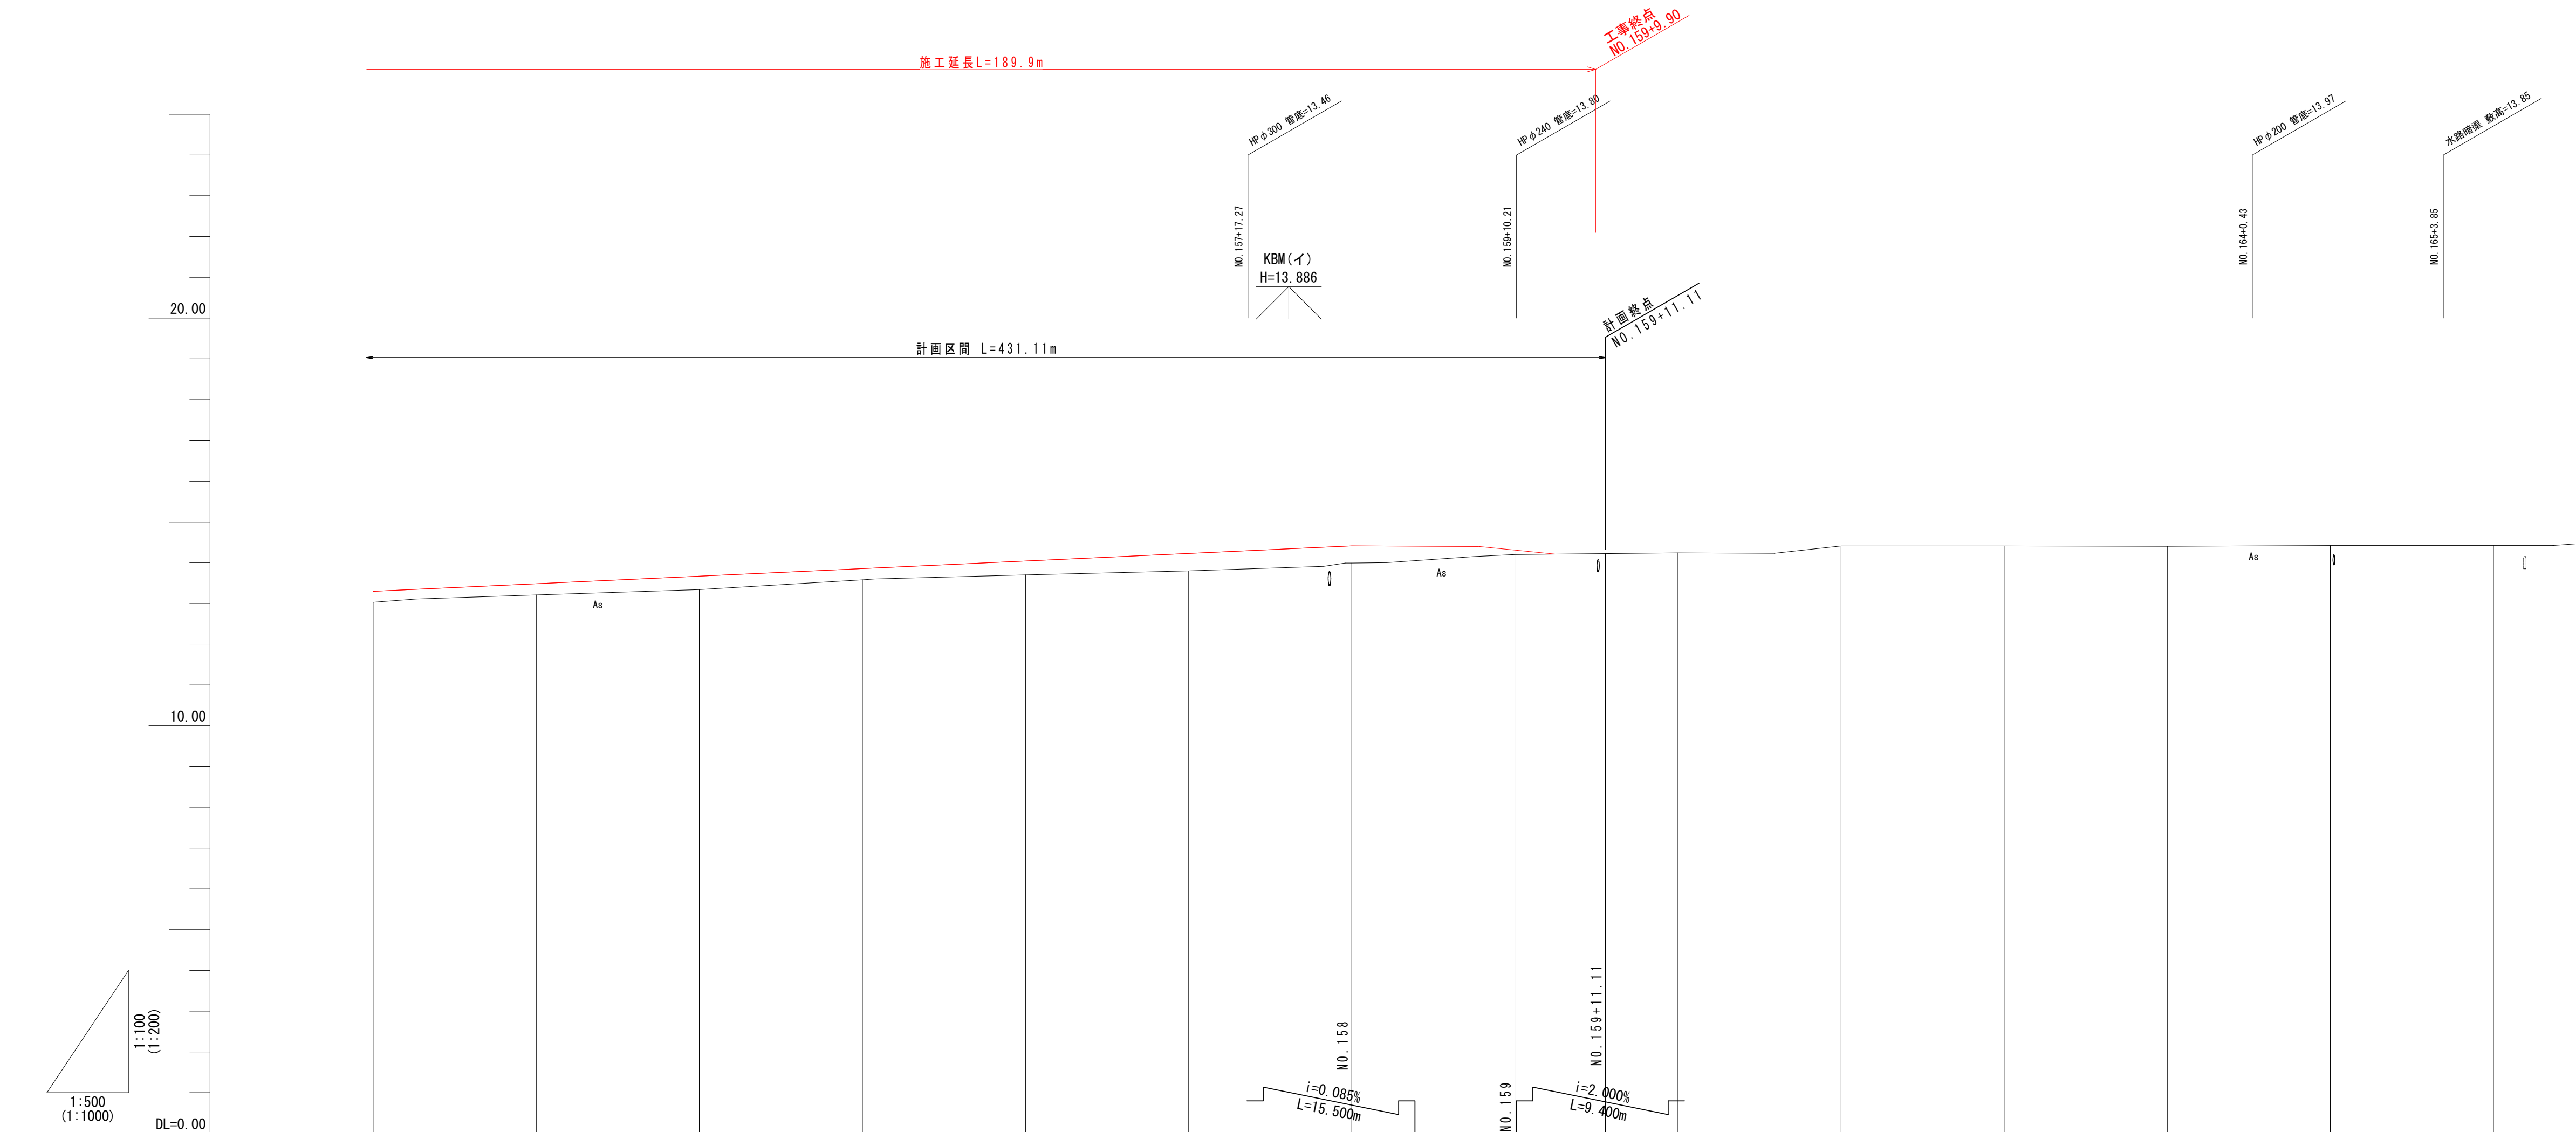 工事終点
NO.159+9.90
施工延長L=189.9m
HPφ300 管底=13.46
HPφ240 管底=13.80
HPφ200 管底=13.97
水路暗渠 敷高=13.85
NO.157+17.27
NO.159+10.21
NO.164+0.43
NO.165+3.85
KBM(イ)
H=13.886
20.00
計画終点
NO.159+11.11
計画区間 L=431.11m
As
As
As
10.00
NO.158
NO.159
NO.159+11.11
1:100
(1:200)
1:500
(1:1000)
i=0.085%
L=15.500m
i=2.000%
L=9.400m
DL=0.00